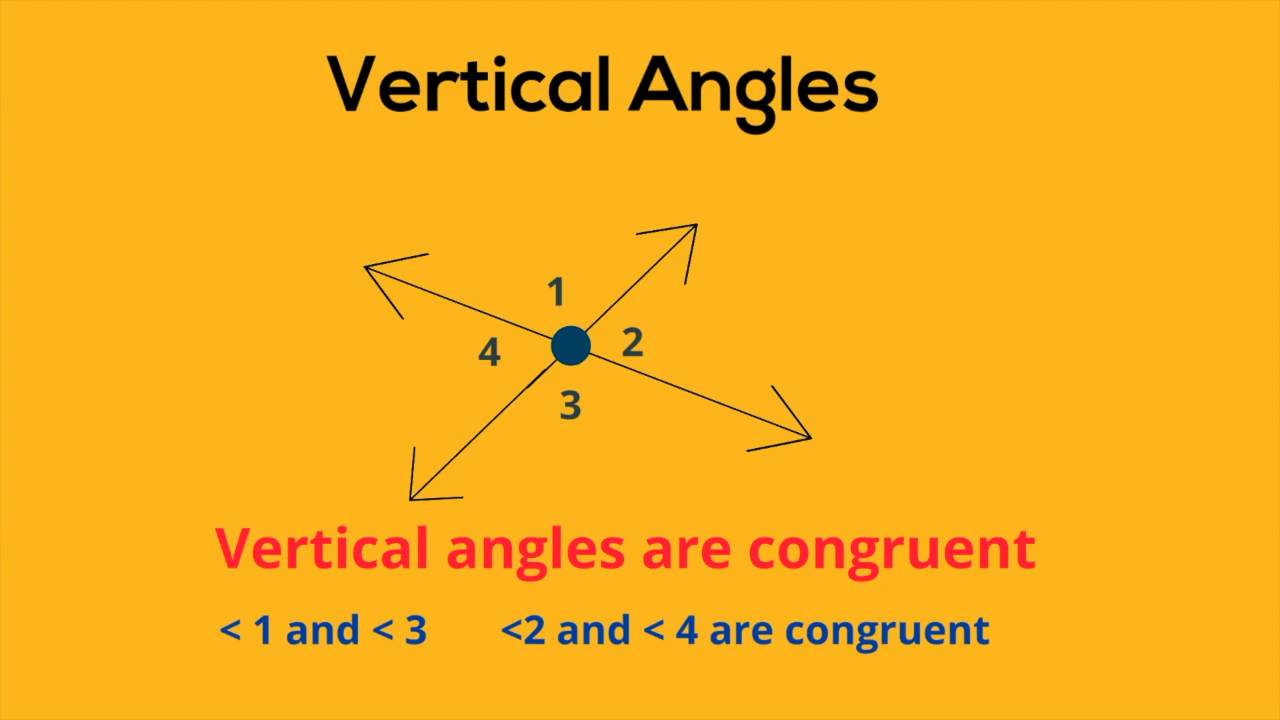 Vertical Angles
1
4
2
3
Vertical angles are congruent
< 1 and < 3 <2 and < 4 are congruent